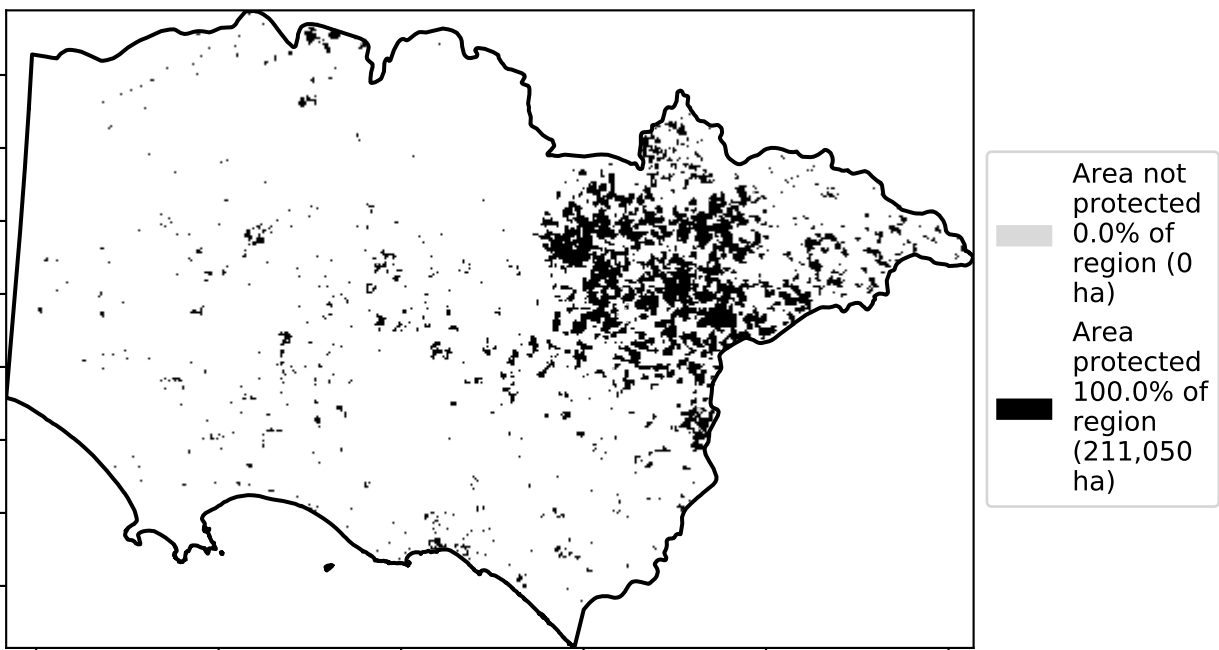 Area not
protected
0.0% of
region (0
ha)
Area
protected
100.0% of
region
(211,050
ha)